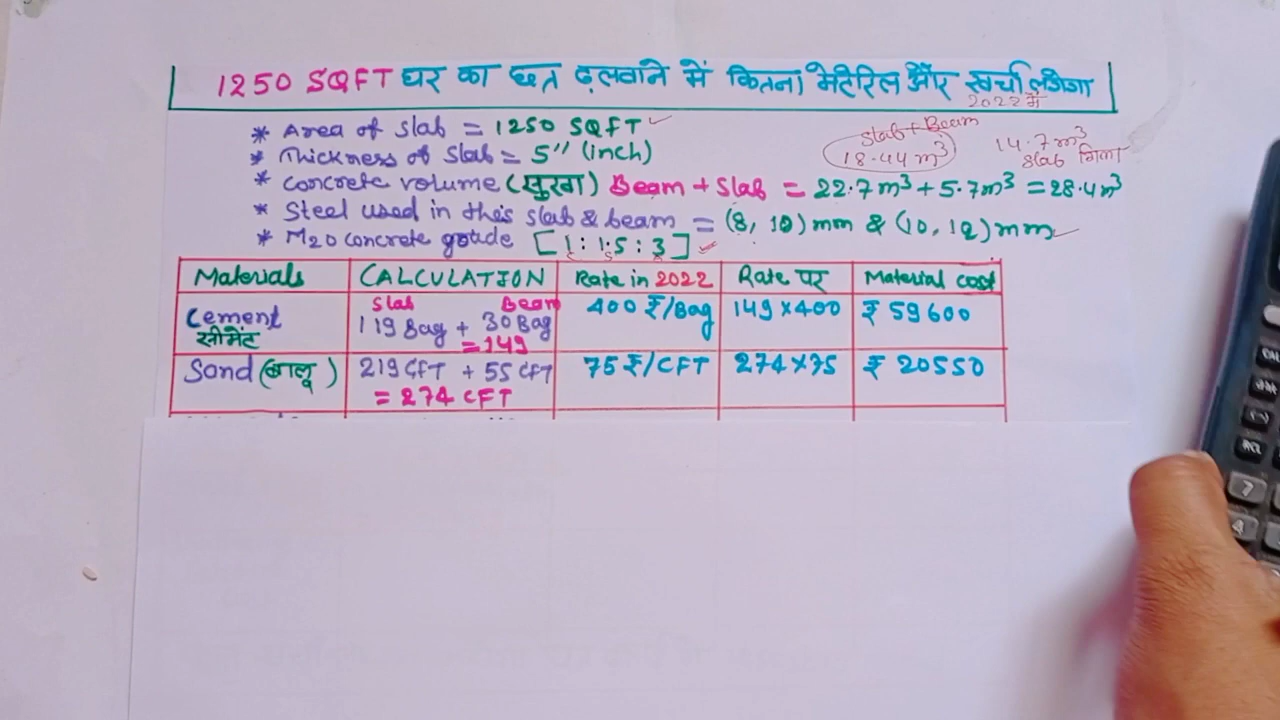 1250 SQFT घर का छत ढलवाने में कितना मेटेरिल और खर्चा लगेगा
2022 में
* Area of slab = 1250 SQFT
* Thickness of slab = 5" (inch)
slab + Beam
18.44 m³
14.7 m³
slab गिला
* Concrete volume (सुखा) Beam + Slab = 22.7 m³ + 5.7 m³ = 28.4 m³
* Steel used in this slab & beam = (8, 10) mm & (10, 12) mm
* M20 concrete grade [1:1.5:3]
Materials CALCULATION Rate in 2022 Rate पर Material cost
Slab Beam
Cement 119 Bag + 30 Bag 400 ₹/Bag 149×400 ₹ 59600
सीमेंट = 149
Sand (बालू) 219 CFT + 55 CFT 75 ₹/CFT 274×75 ₹ 20550
= 274 CFT
7
4